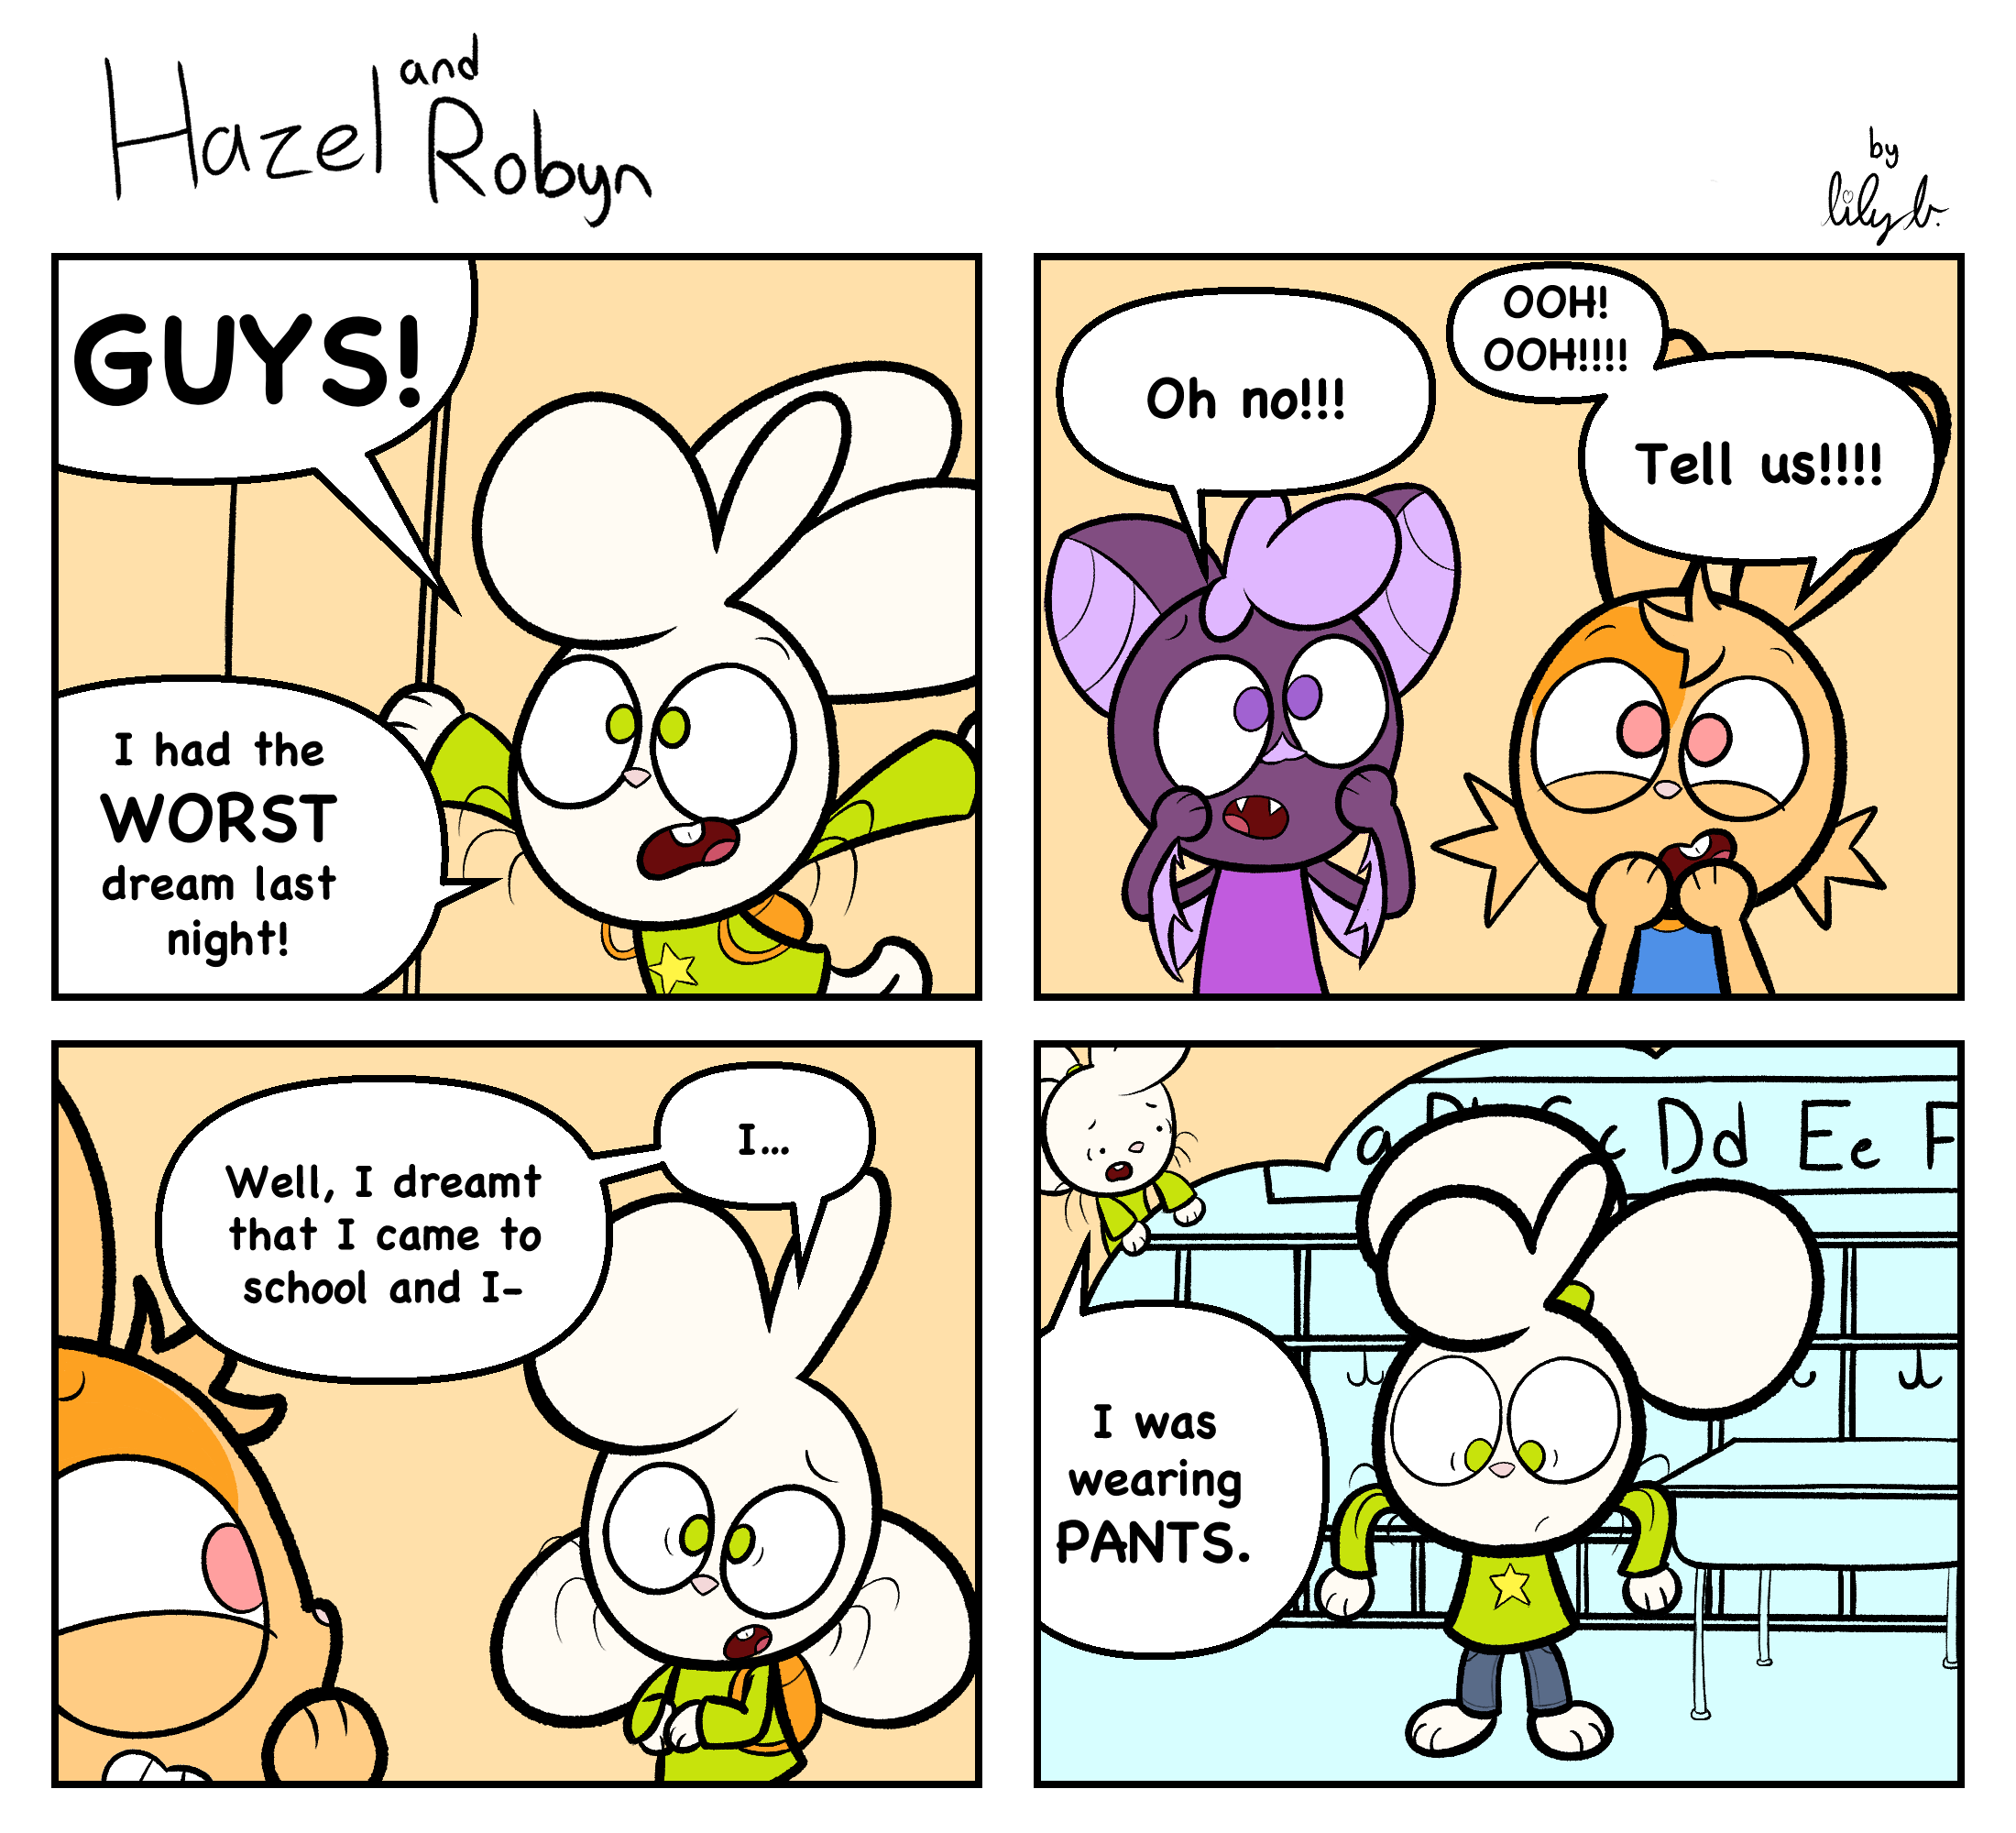 Hazel and Robyn
by
lily b.
GUYS!
I had the
WORST
dream last
night!
Oh no!!!
OOH!
OOH!!!!
Tell us!!!!
I...
Well, I dreamt
that I came to
school and I-
I was
wearing
PANTS.
Dd Ee F